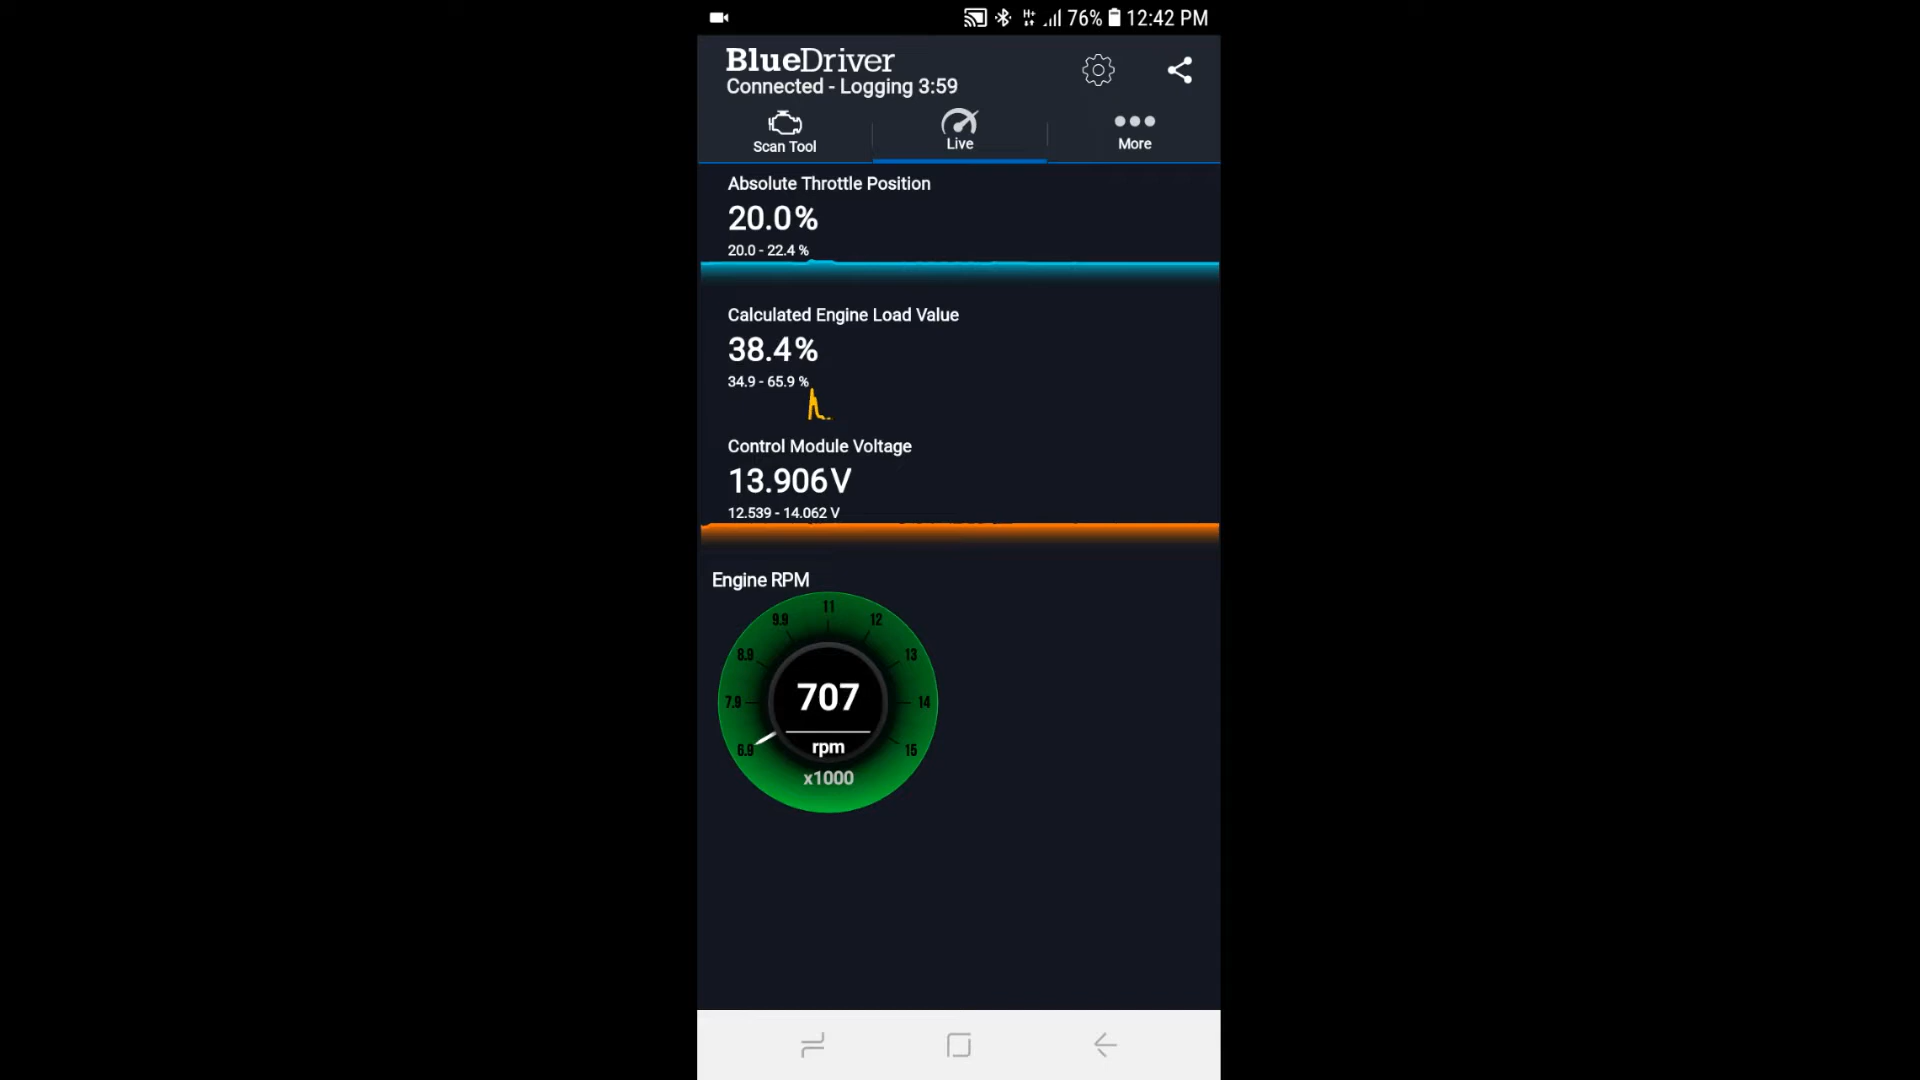 76% 12:42 PM
BlueDriver
Connected - Logging 3:59
Scan Tool
Live
More
Absolute Throttle Position
20.0%
20.0 - 22.4 %
Calculated Engine Load Value
38.4%
34.9 - 65.9 %
Control Module Voltage
13.906V
12.539 - 14.062 V
Engine RPM
11
9.9 12
8.9 13
707
7.9 14
rpm
6.9 15
x1000